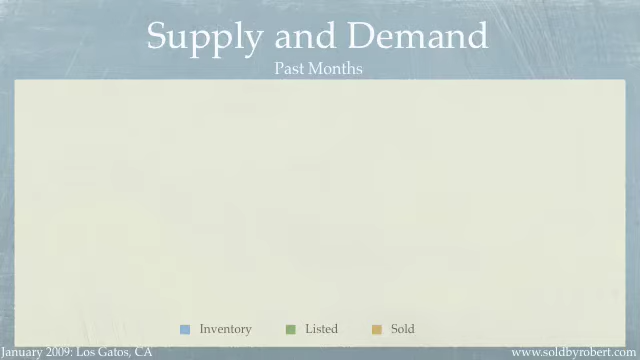 Supply and Demand
Past Months
Inventory
Listed
Sold
January 2009: Los Gatos, CA
www.soldbyrobert.com